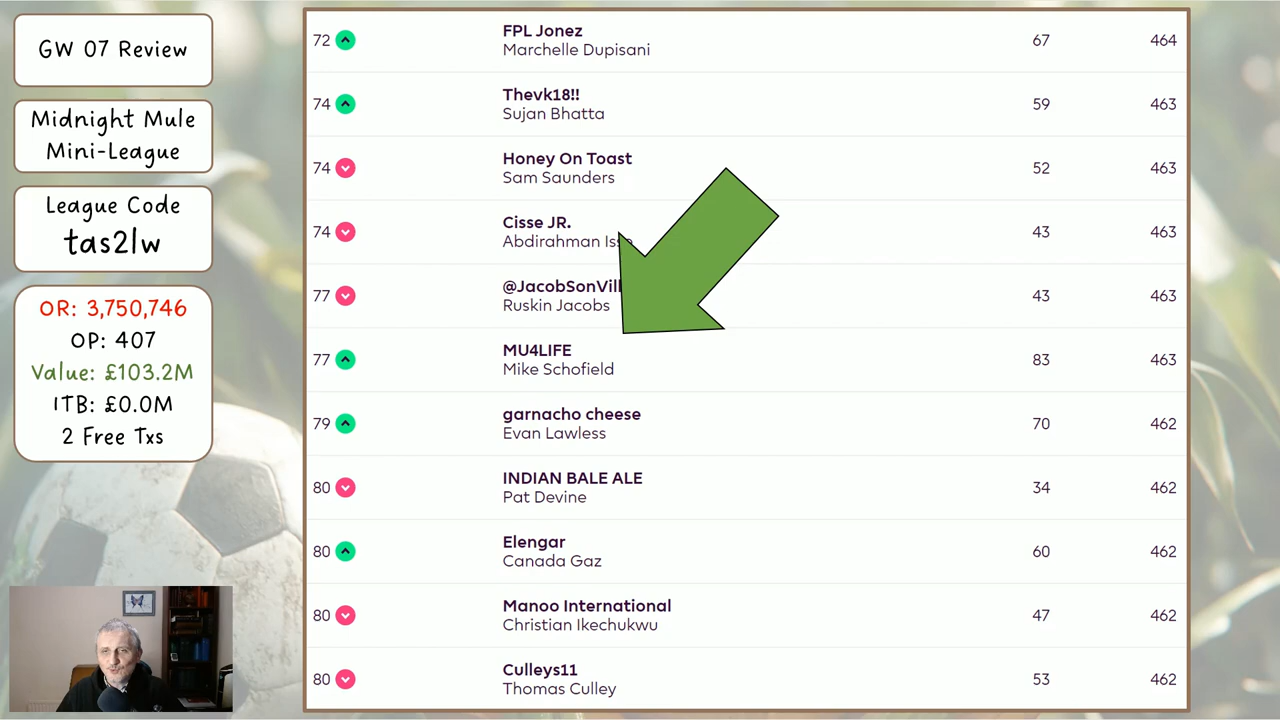 GW 07 Review
Midnight Mule
Mini-League
League Code
tas2lw
OR: 3,750,746
OP: 407
Value: £103.2M
ITB: £0.0M
2 Free Txs
72 FPL Jonez 67 464
Marchelle Dupisani
74 Thevk18!! 59 463
Sujan Bhatta
74 Honey On Toast 52 463
Sam Saunders
74 Cisse JR. 43 463
Abdirahman
77 43 463
Ruskin Jacobs
77 MU4LIFE 83 463
Mike Schofield
79 garnacho cheese 70 462
Evan Lawless
80 INDIAN BALE ALE 34 462
Pat Devine
80 Elengar 60 462
Canada Gaz
80 Manoo International 47 462
Christian Ikechukwu
80 Culleys11 53 462
Thomas Culley